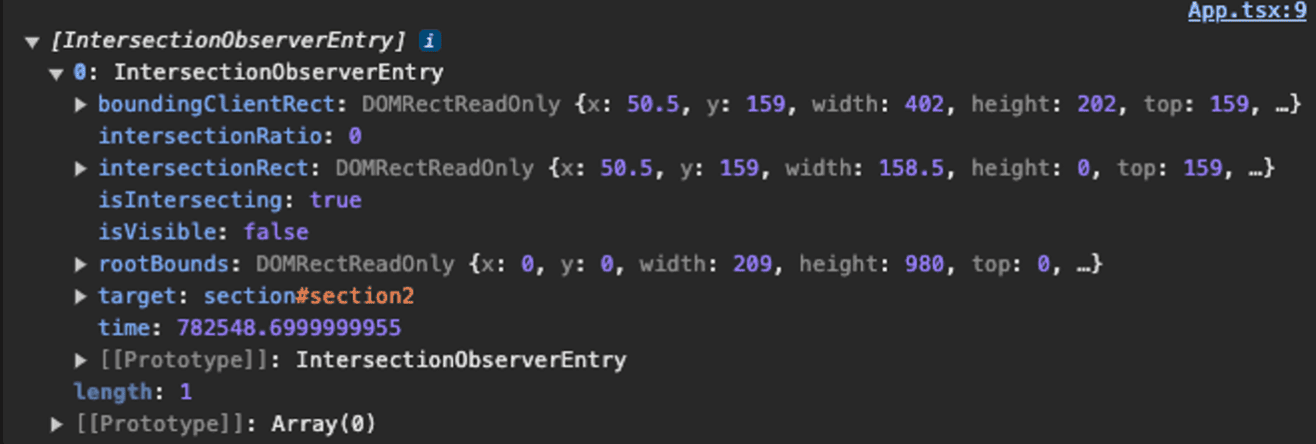 App.tsx:9
▼ [IntersectionObserverEntry] i
▼ 0: IntersectionObserverEntry
▶ boundingClientRect: DOMRectReadOnly {x: 50.5, y: 159, width: 402, height: 202, top: 159, …}
intersectionRatio: 0
▶ intersectionRect: DOMRectReadOnly {x: 50.5, y: 159, width: 158.5, height: 0, top: 159, …}
isIntersecting: true
isVisible: false
▶ rootBounds: DOMRectReadOnly {x: 0, y: 0, width: 209, height: 980, top: 0, …}
▶ target: section#section2
time: 782548.6999999955
▶ [[Prototype]]: IntersectionObserverEntry
length: 1
▶ [[Prototype]]: Array(0)